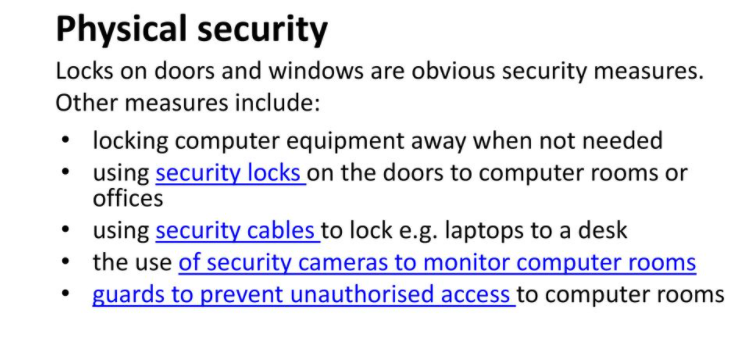 Physical security
Locks on doors and windows are obvious security measures.
Other measures include:
• locking computer equipment away when not needed
• using security locks on the doors to computer rooms or
offices
• using security cables to lock e.g. laptops to a desk
• the use of security cameras to monitor computer rooms
• guards to prevent unauthorised access to computer rooms